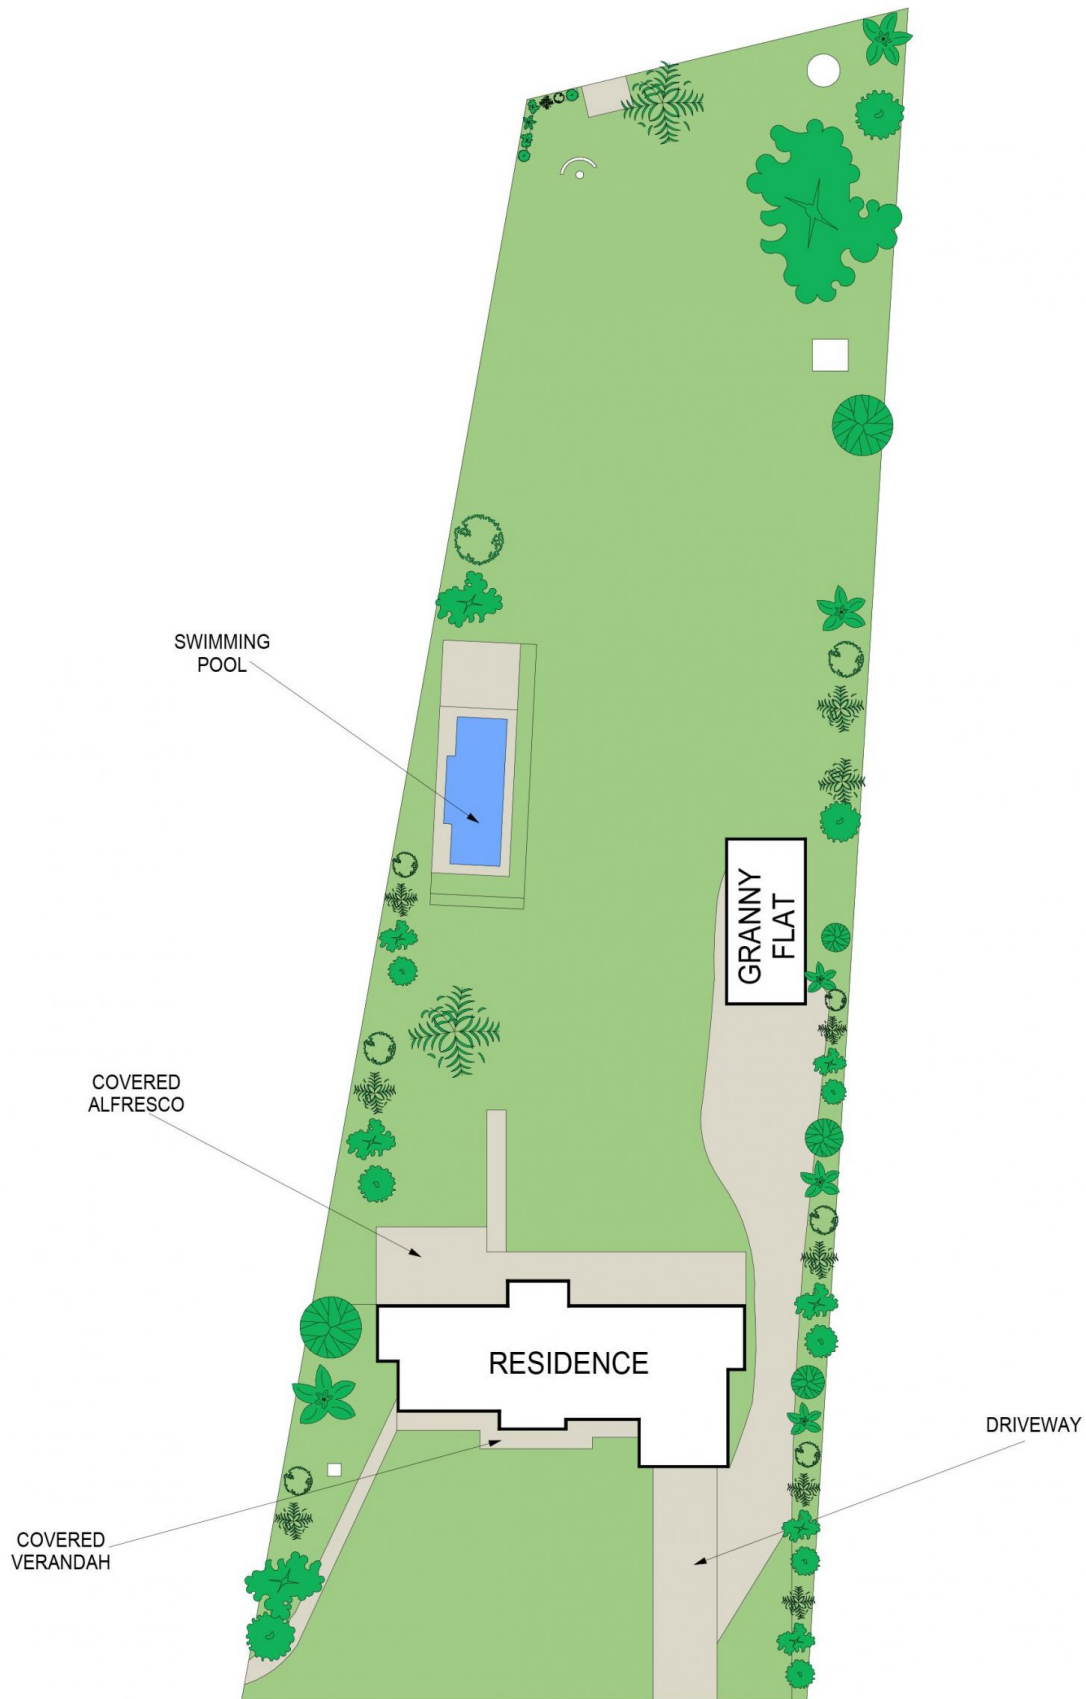 SWIMMING
POOL
GRANNY
FLAT
COVERED
ALFRESCO
RESIDENCE
DRIVEWAY
COVERED
VERANDAH